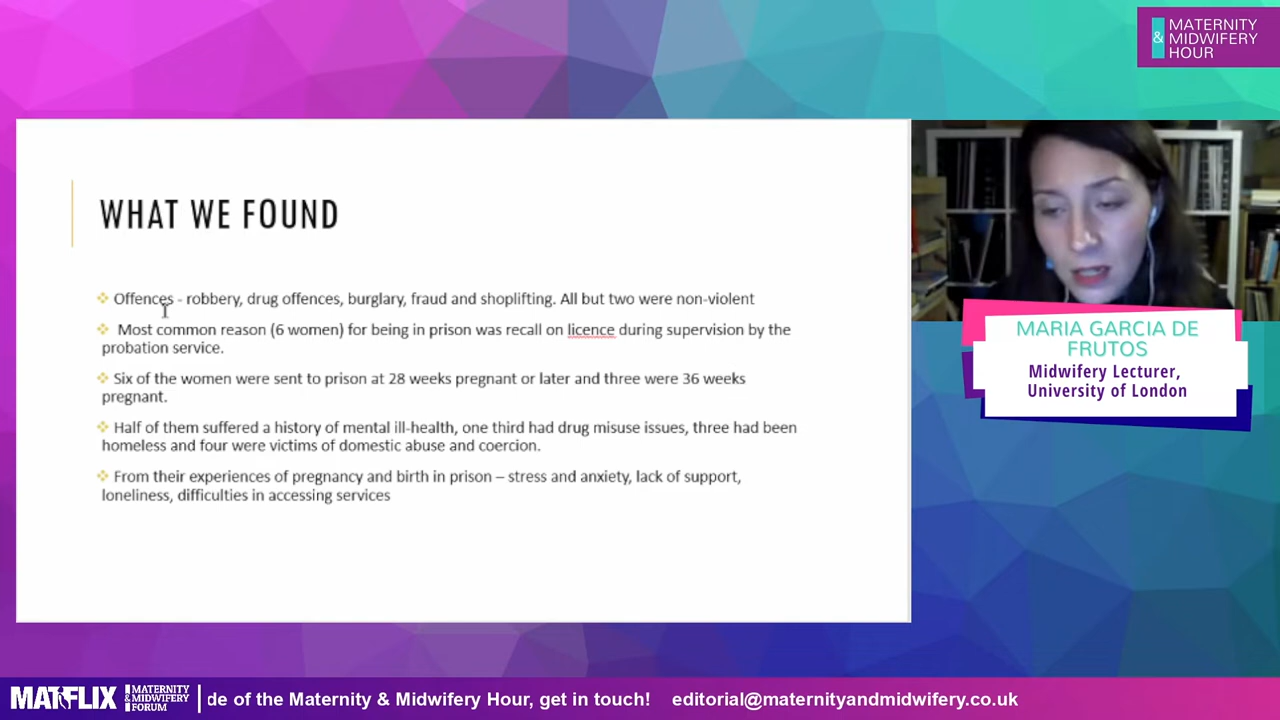 MATERNITY
& MIDWIFERY
HOUR
WHAT WE FOUND
Offences - robbery, drug offences, burglary, fraud and shoplifting. All but two were non-violent
Most common reason (6 women) for being in prison was recall on licence during supervision by the
probation service.
Six of the women were sent to prison at 28 weeks pregnant or later and three were 36 weeks
pregnant.
Half of them suffered a history of mental ill-health, one third had drug misuse issues, three had been
homeless and four were victims of domestic abuse and coercion.
From their experiences of pregnancy and birth in prison – stress and anxiety, lack of support,
loneliness, difficulties in accessing services
MARIA GARCIA DE
FRUTOS
Midwifery Lecturer,
University of London
MATFLIX
MATERNITY
& MIDWIFERY
FORUM
de of the Maternity & Midwifery Hour, get in touch! editorial@maternityandmidwifery.co.uk